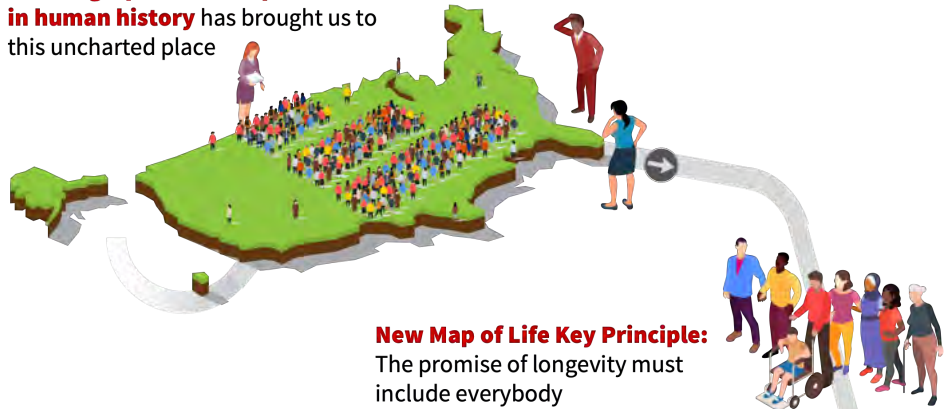 in human history has brought us to
this uncharted place
New Map of Life Key Principle:
The promise of longevity must
include everybody